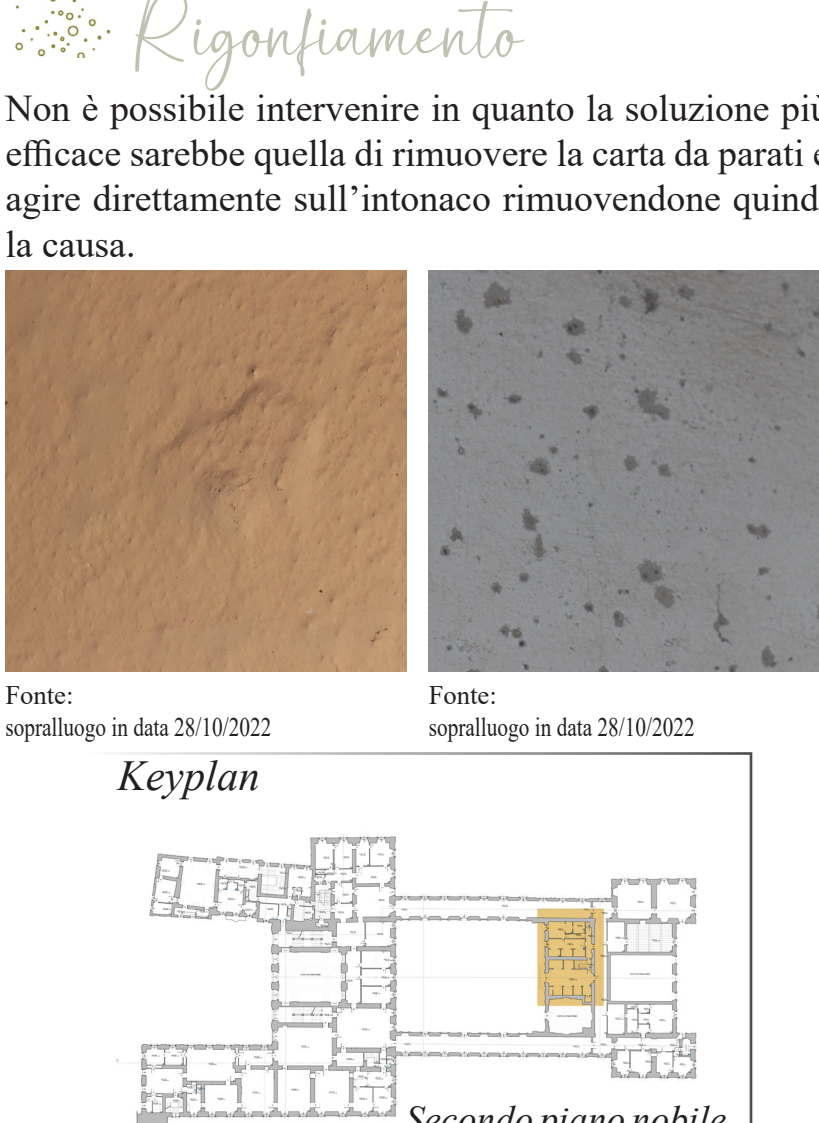 Rigonfiamento
Non è possibile intervenire in quanto la soluzione più
efficace sarebbe quella di rimuovere la carta da parati e
agire direttamente sull’intonaco rimuovendone quind
la causa.
Fonte:
sopralluogo in data 28/10/2022
Fonte:
sopralluogo in data 28/10/2022
Keyplan
Secondo piano nobile